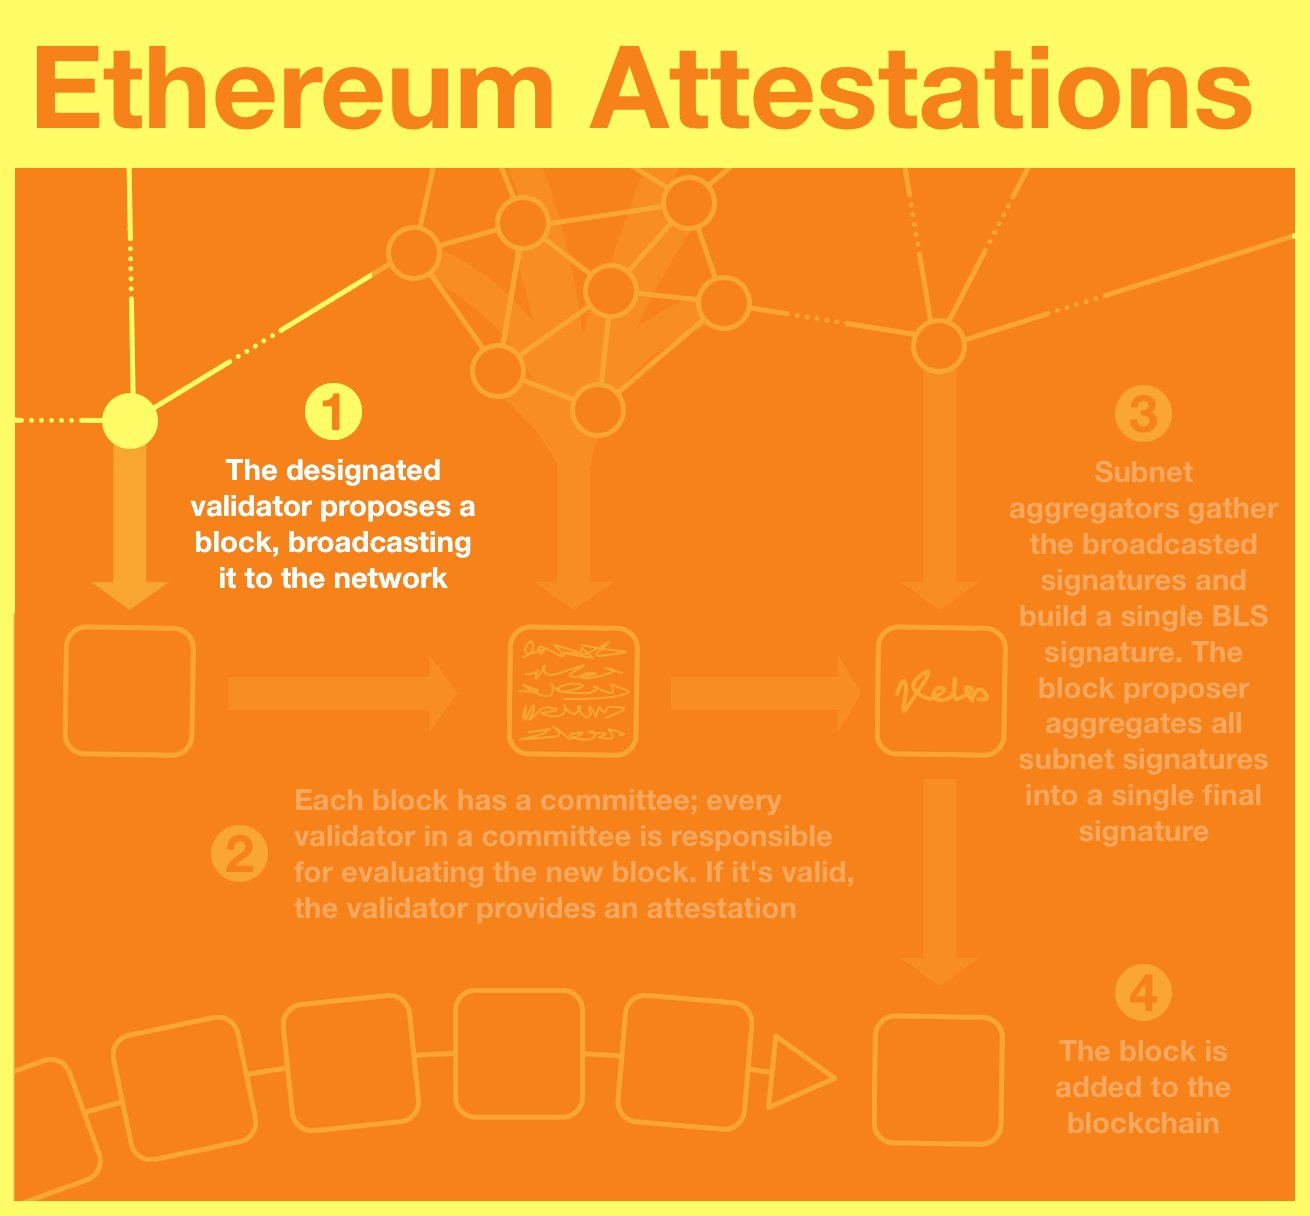 Ethereum Attestations
1
The designated
validator proposes a
block, broadcasting
it to the network
2
Each block has a committee; every
validator in a committee is responsible
for evaluating the new block. If it's valid,
the validator provides an attestation
3
Subnet
aggregators gather
the broadcasted
signatures and
build a single BLS
signature. The
block proposer
aggregates all
subnet signatures
into a single final
signature
4
The block is
added to the
blockchain